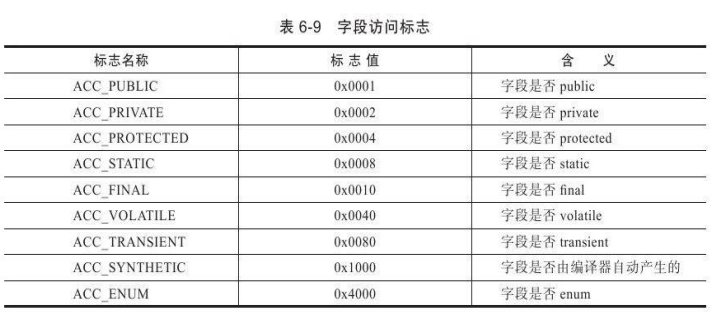 表 6-9 字段访问标志
标志名称 标 志 值 含 义
ACC_PUBLIC 0x0001 字段是否 public
ACC_PRIVATE 0x0002 字段是否 private
ACC_PROTECTED 0x0004 字段是否 protected
ACC_STATIC 0x0008 字段是否 static
ACC_FINAL 0x0010 字段是否 final
ACC_VOLATILE 0x0040 字段是否 volatile
ACC_TRANSIENT 0x0080 字段是否 transient
ACC_SYNTHETIC 0x1000 字段是否由编译器自动产生的
ACC_ENUM 0x4000 字段是否 enum